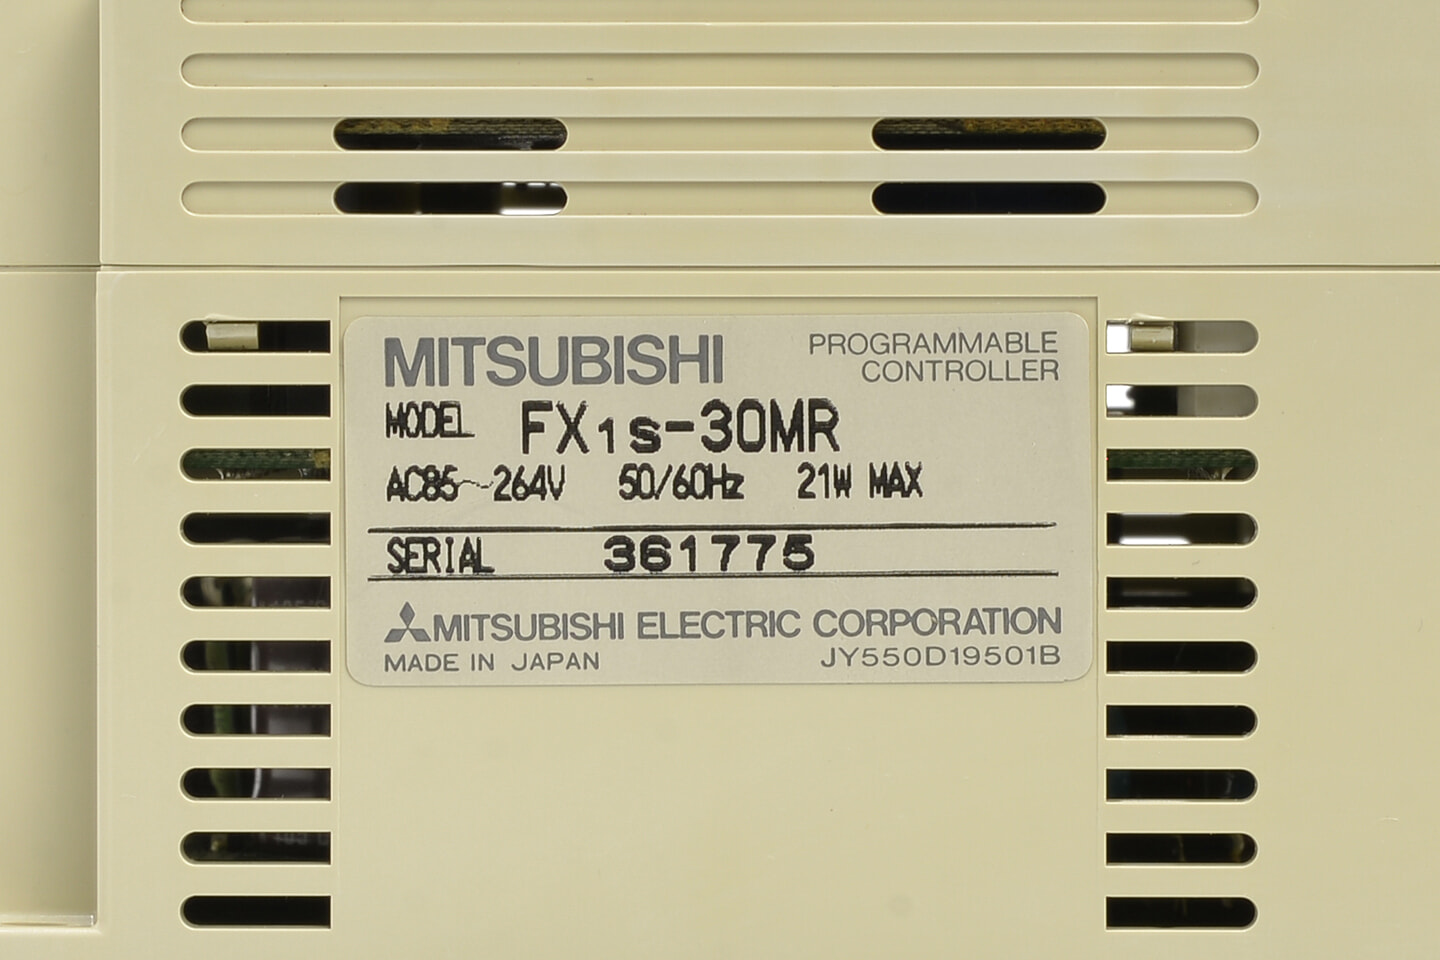 MITSUBISHI
PROGRAMMABLE
CONTROLLER
MODEL FX1s-30MR
AC85~264V 50/60Hz 21W MAX
SERIAL 361775
MITSUBISHI ELECTRIC CORPORATION
MADE IN JAPAN JY550D19501B